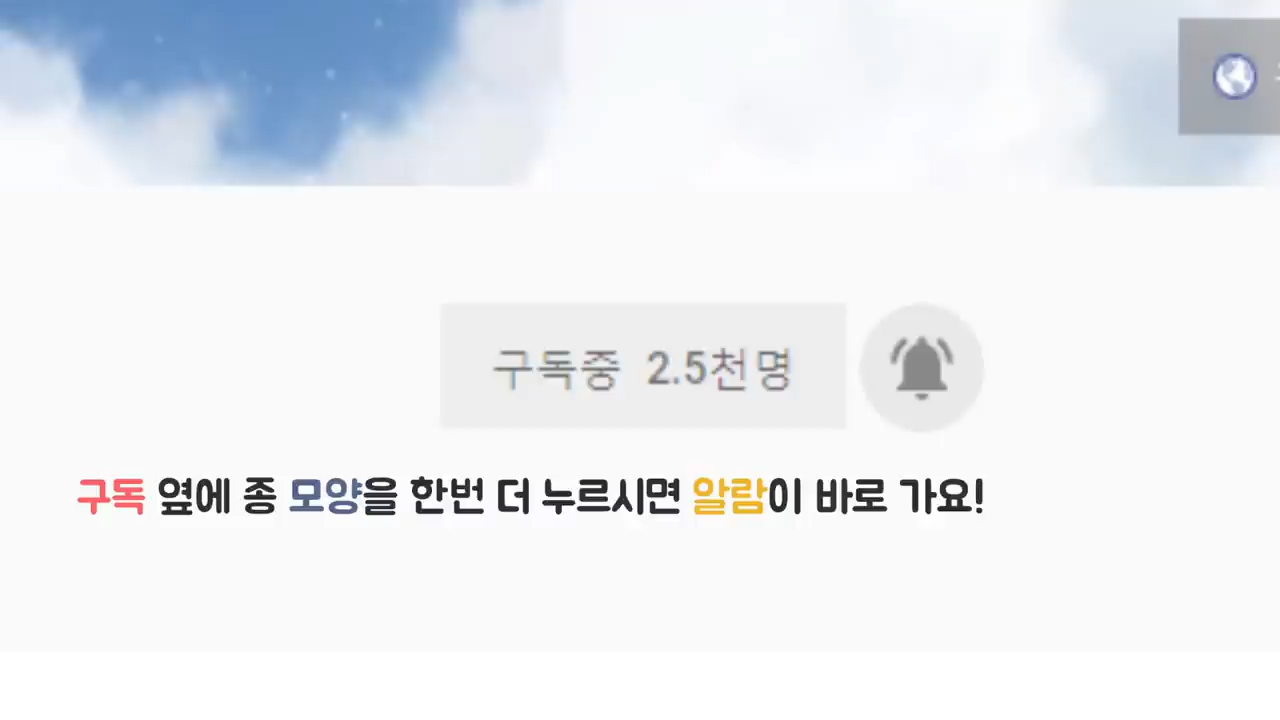 구독중 2.5천명
구독 옆에 종 모양을 한번 더 누르시면 알람이 바로 가요!